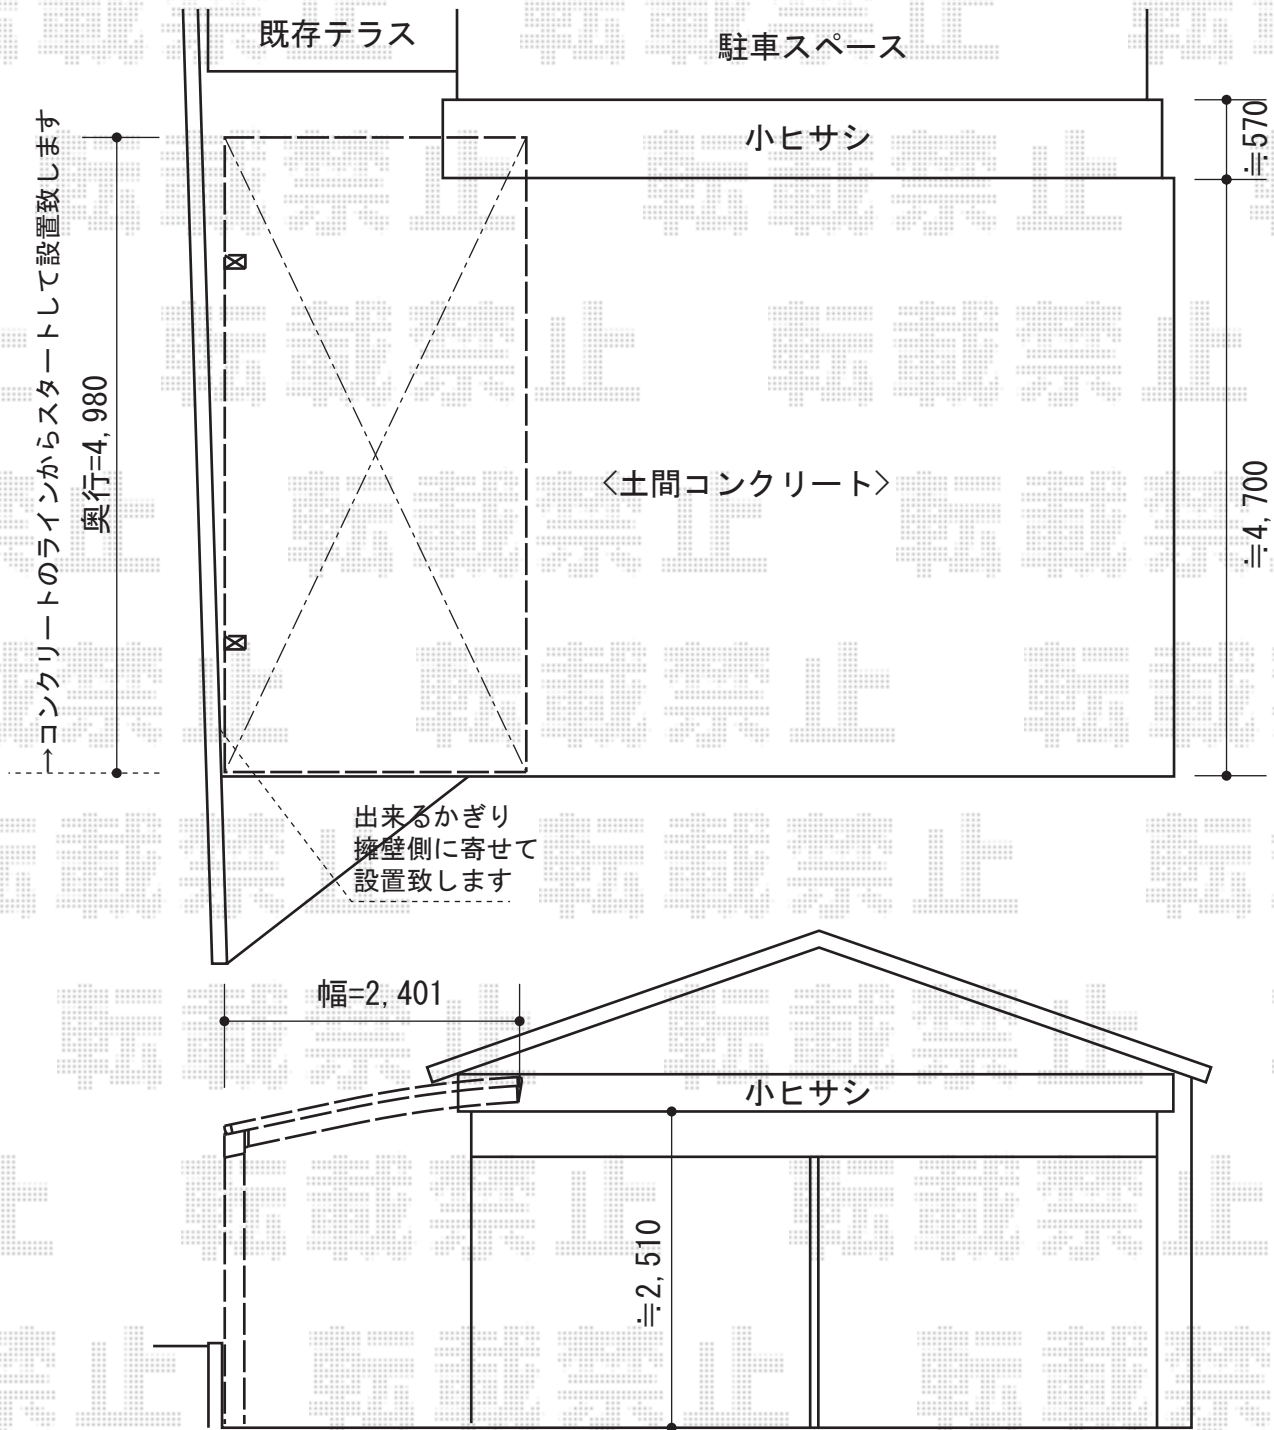 既存テラス
駐車スペース
小ヒサシ
≒570
→コンクリートのラインからスタートして設置致します
奥行=4,980
〈土間コンクリート〉
≒4,700
出来るかぎり
擁壁側に寄せて
設置致します
幅=2,401
小ヒサシ
≒2,510
転載禁止